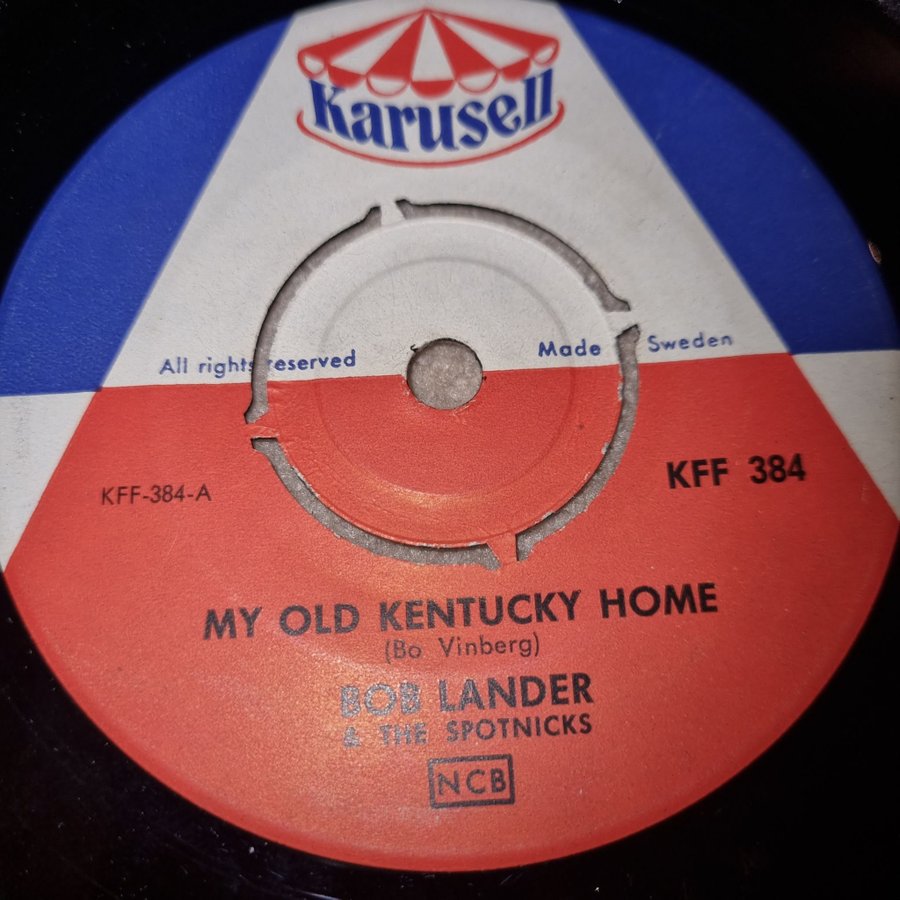 Karusell
All rights reserved
Made Sweden
KFF-384-A
KFF 384
MY OLD KENTUCKY HOME
(Bo Vinberg)
BOB LANDER
& THE SPOTNICKS
NCB